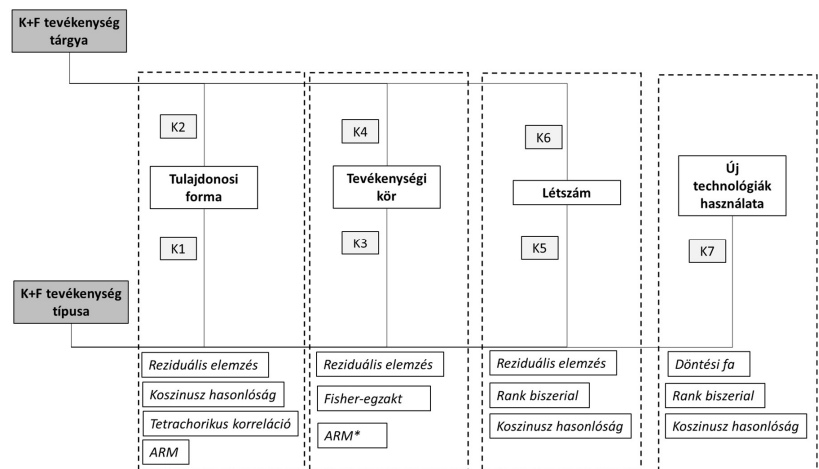 K+F tevékenység
tárgya
K2
K4
K6
Tulajdonosi
forma
Tevékenységi
kör
Létszám
Új
technológiák
használata
K1
K3
K5
K7
K+F tevékenység
típusa
Reziduális elemzés
Koszinusz hasonlóság
Tetrachorikus korreláció
ARM
Reziduális elemzés
Fisher-egzakt
ARM*
Reziduális elemzés
Rank biszerial
Koszinusz hasonlóság
Döntési fa
Rank biszerial
Koszinusz hasonlóság